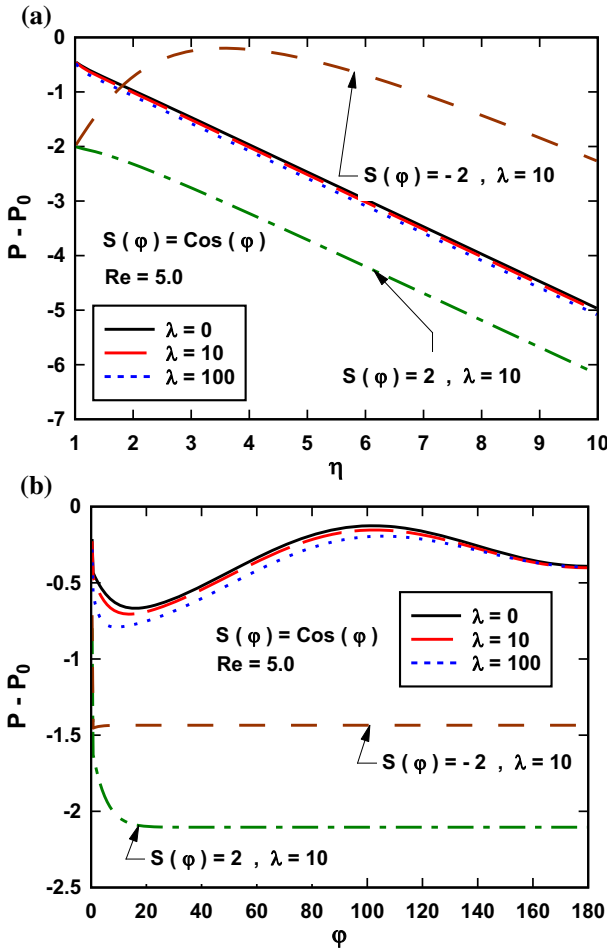 (a)
0
-1
-2
-3
-4
-5
-6
-7
P - P₀
S ( φ ) = - 2 , λ = 10
S ( φ ) = Cos ( φ )
Re = 5.0
λ = 0
λ = 10
λ = 100
S ( φ ) = 2 , λ = 10
1 2 3 4 5 6 7 8 9 10
η
(b)
0
-0.5
-1
-1.5
-2
-2.5
P - P₀
λ = 0
λ = 10
λ = 100
S ( φ ) = Cos ( φ )
Re = 5.0
S ( φ ) = - 2 , λ = 10
S ( φ ) = 2 , λ = 10
0 20 40 60 80 100 120 140 160 180
φ